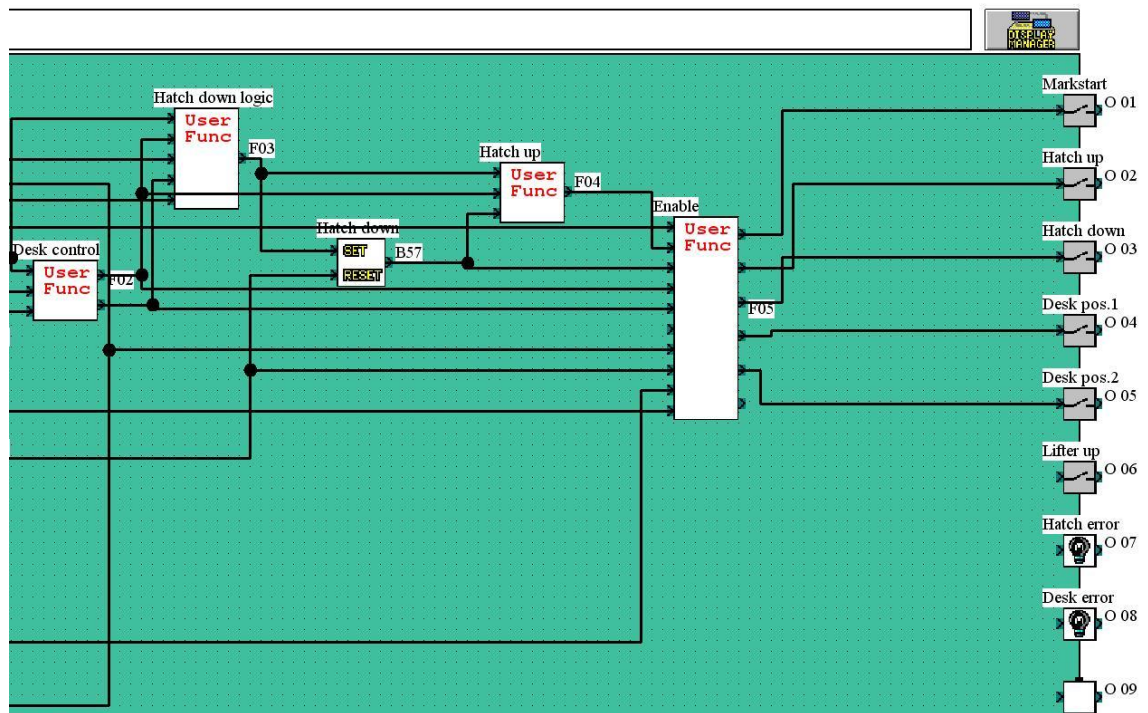 DISPLAY
MANAGER
Markstart
O 01
Hatch down logic
User
Func
F03
Hatch up
User
Func
F04
Hatch up
O 02
Enable
User
Func
F05
Hatch down
SET
RESET
B57
Hatch down
O 03
Desk control
User
Func
F02
Desk pos.1
O 04
Desk pos.2
O 05
Lifter up
O 06
Hatch error
O 07
Desk error
O 08
O 09